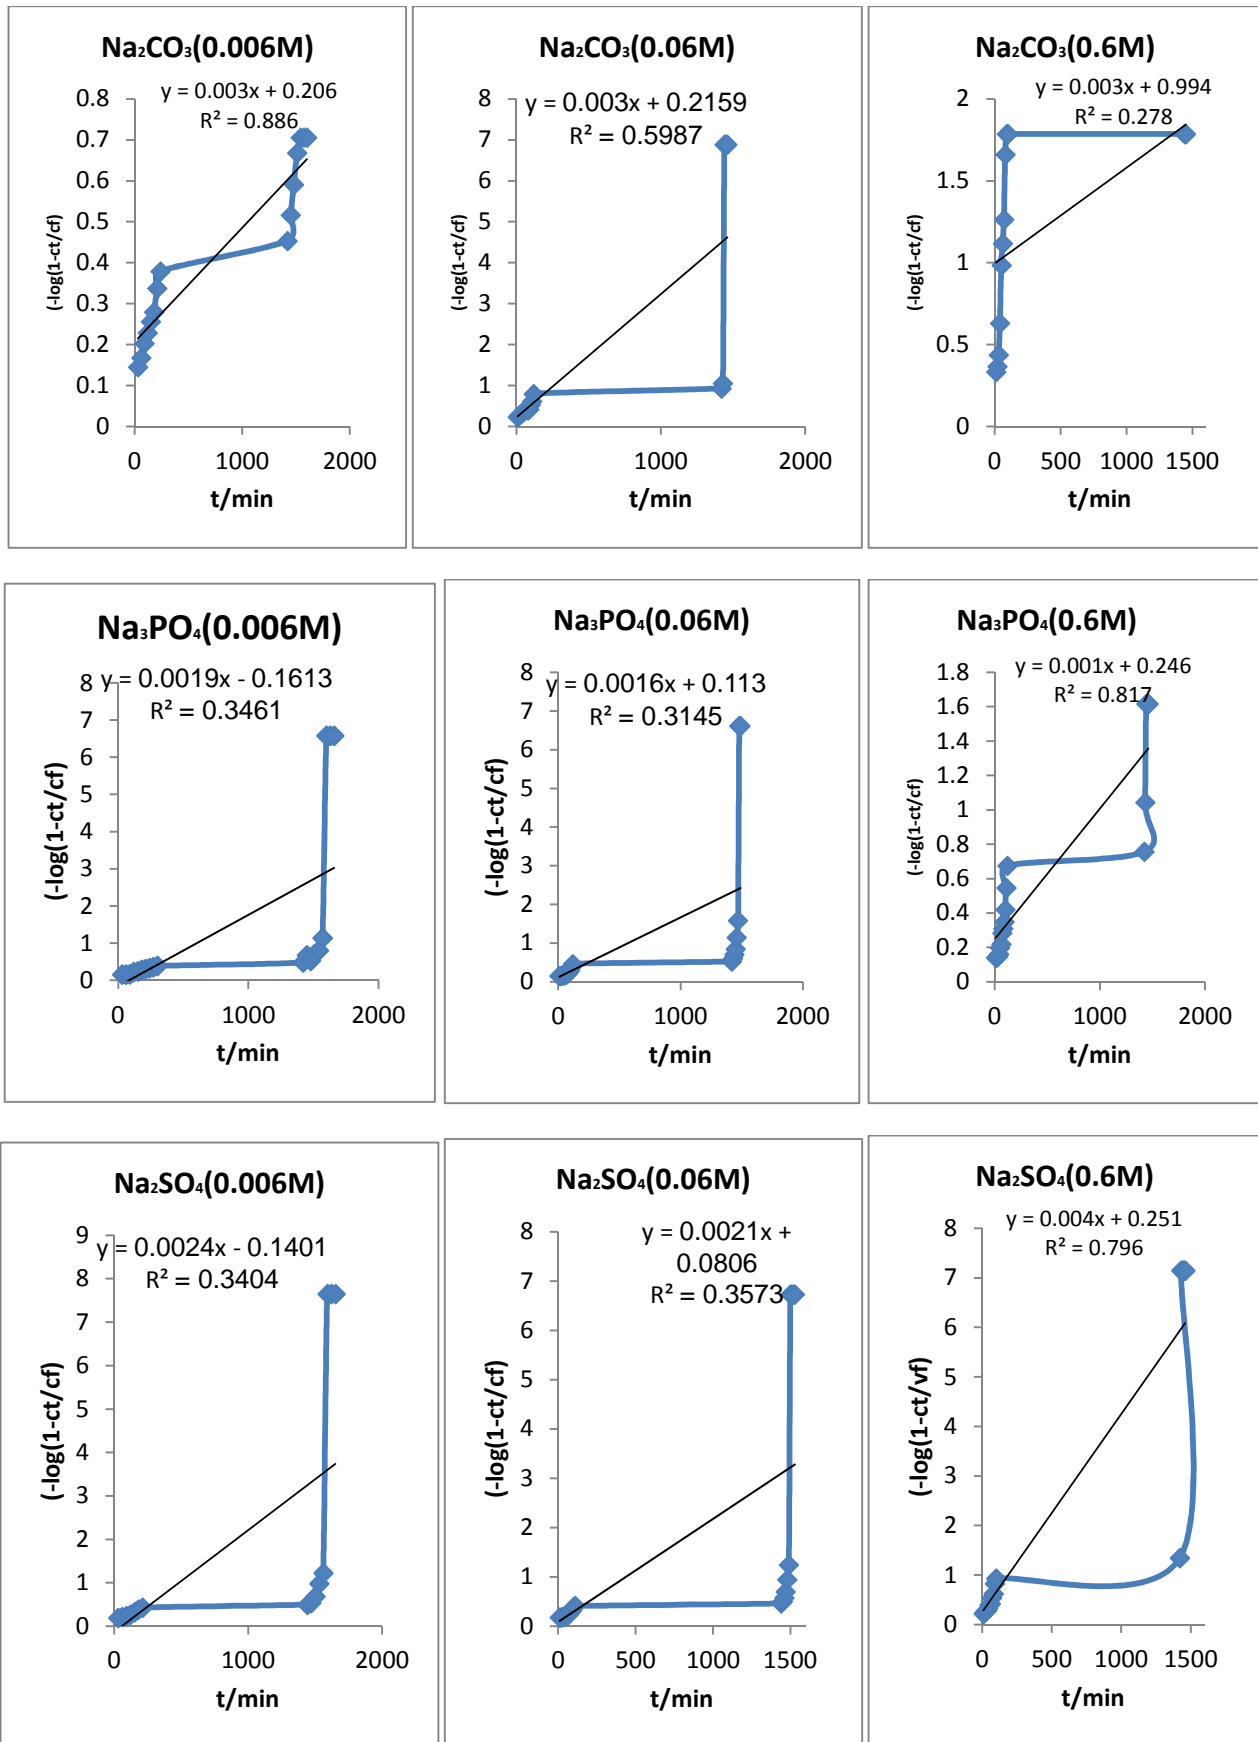 Na₂CO₃(0.006M)
y = 0.003x + 0.206
R² = 0.886
0.8
0.7
0.6
0.5
0.4
0.3
0.2
0.1
0
(-log(1-ct/cf)
0 1000 2000
t/min
Na₂CO₃(0.06M)
y = 0.003x + 0.2159
R² = 0.5987
8
7
6
5
4
3
2
1
0
(-log(1-ct/cf)
0 1000 2000
t/min
Na₂CO₃(0.6M)
y = 0.003x + 0.994
R² = 0.278
2
1.5
1
0.5
0
(-log(1-ct/cf)
0 500 1000 1500
t/min
Na₃PO₄(0.006M)
y = 0.0019x - 0.1613
R² = 0.3461
8
7
6
5
4
3
2
1
0
(-log(1-ct/cf)
0 1000 2000
t/min
Na₃PO₄(0.06M)
y = 0.0016x + 0.113
R² = 0.3145
8
7
6
5
4
3
2
1
0
(-log(1-ct/cf)
0 1000 2000
t/min
Na₃PO₄(0.6M)
y = 0.001x + 0.246
R² = 0.817
1.8
1.6
1.4
1.2
1
0.8
0.6
0.4
0.2
0
(-log(1-ct/cf)
0 1000 2000
t/min
Na₂SO₄(0.006M)
y = 0.0024x - 0.1401
R² = 0.3404
9
8
7
6
5
4
3
2
1
0
(-log(1-ct/cf)
0 1000 2000
t/min
Na₂SO₄(0.06M)
y = 0.0021x +
0.0806
R² = 0.3573
8
7
6
5
4
3
2
1
0
(-log(1-ct/cf)
0 500 1000 1500
t/min
Na₂SO₄(0.6M)
y = 0.004x + 0.251
R² = 0.796
8
7
6
5
4
3
2
1
0
(-log(1-ct/vf)
0 500 1000 1500
t/min